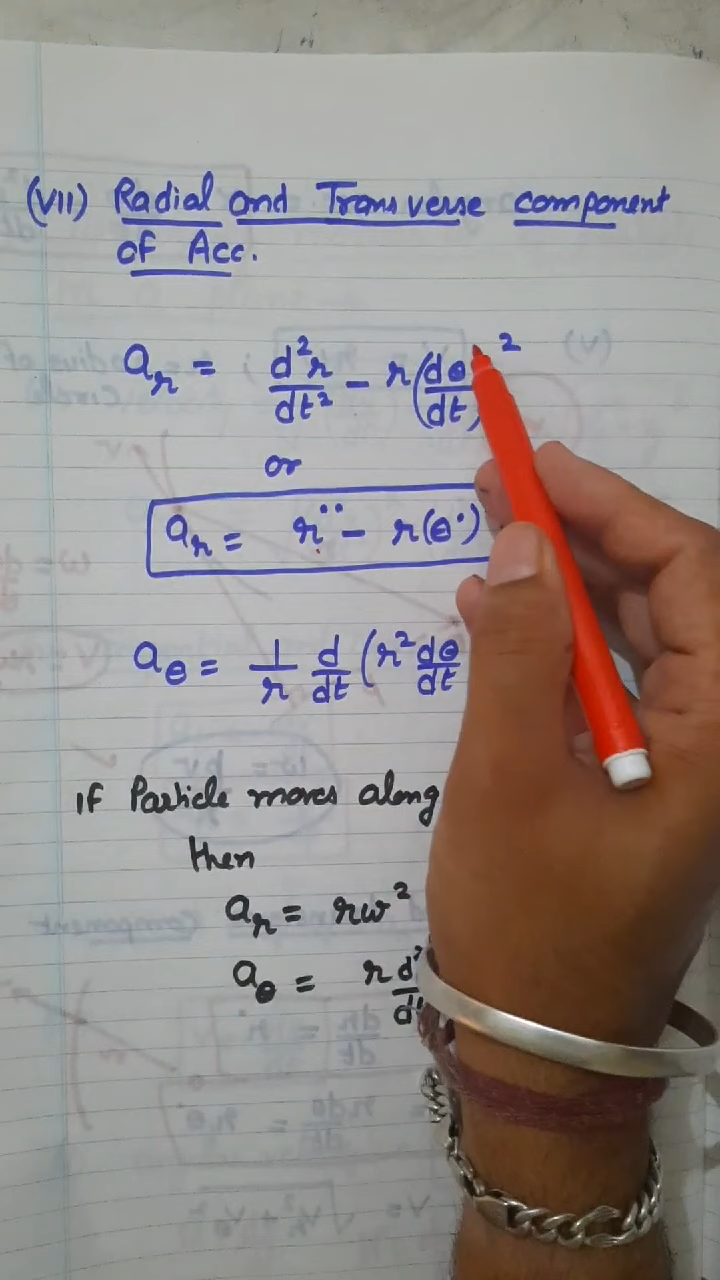 (VII) Radial and Transverse component
of Acc.
aᵣ = d²r/dt² - r(dθ/dt)²
or
aᵣ = r¨ - r(θ˙)
a_θ = 1/r d/dt (r² dθ/dt
If Particle moves along
then
aᵣ = rω²
a_θ = r d²